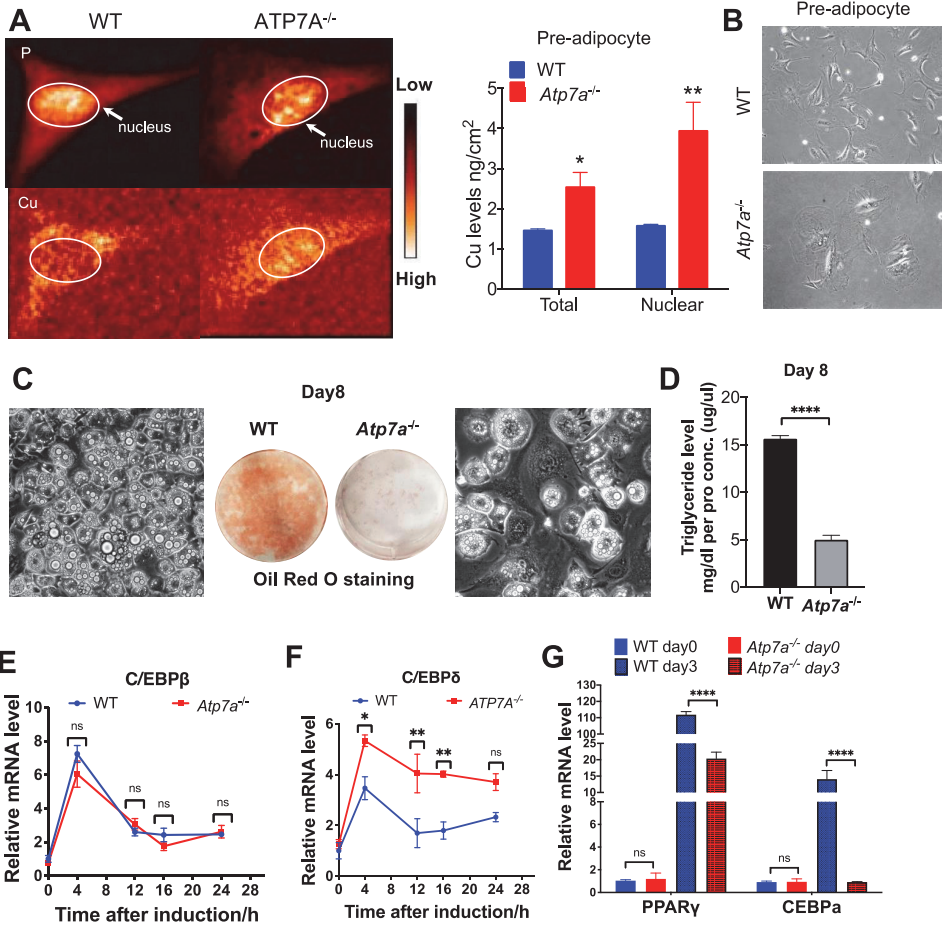 A
WT
ATP7A-/-
P
nucleus
nucleus
Cu
Low
High
Pre-adipocyte
WT
Atp7a-/-
Cu levels ng/cm2
5
4
3
2
1
0
*
**
Total
Nuclear
B
Pre-adipocyte
WT
Atp7a-/-
C
Day8
WT
Atp7a-/-
Oil Red O staining
D
Day 8
Triglyceride level
mg/dl per pro conc. (ug/ul)
20
15
10
5
0
****
WT
Atp7a-/-
E
C/EBPβ
WT
Atp7a-/-
Relative mRNA level
10
8
6
4
2
0
ns
ns
ns
ns
0 4 8 12 16 20 24 28
Time after induction/h
F
C/EBPδ
WT
ATP7A-/-
Relative mRNA level
6
4
2
0
*
**
**
ns
0 4 8 12 16 20 24 28
Time after induction/h
G
WT day0
Atp7a-/- day0
WT day3
Atp7a-/- day3
Relative mRNA level
130
120
110
100
25
20
15
10
8
6
4
2
0
ns
****
ns
****
PPARγ
CEBPa